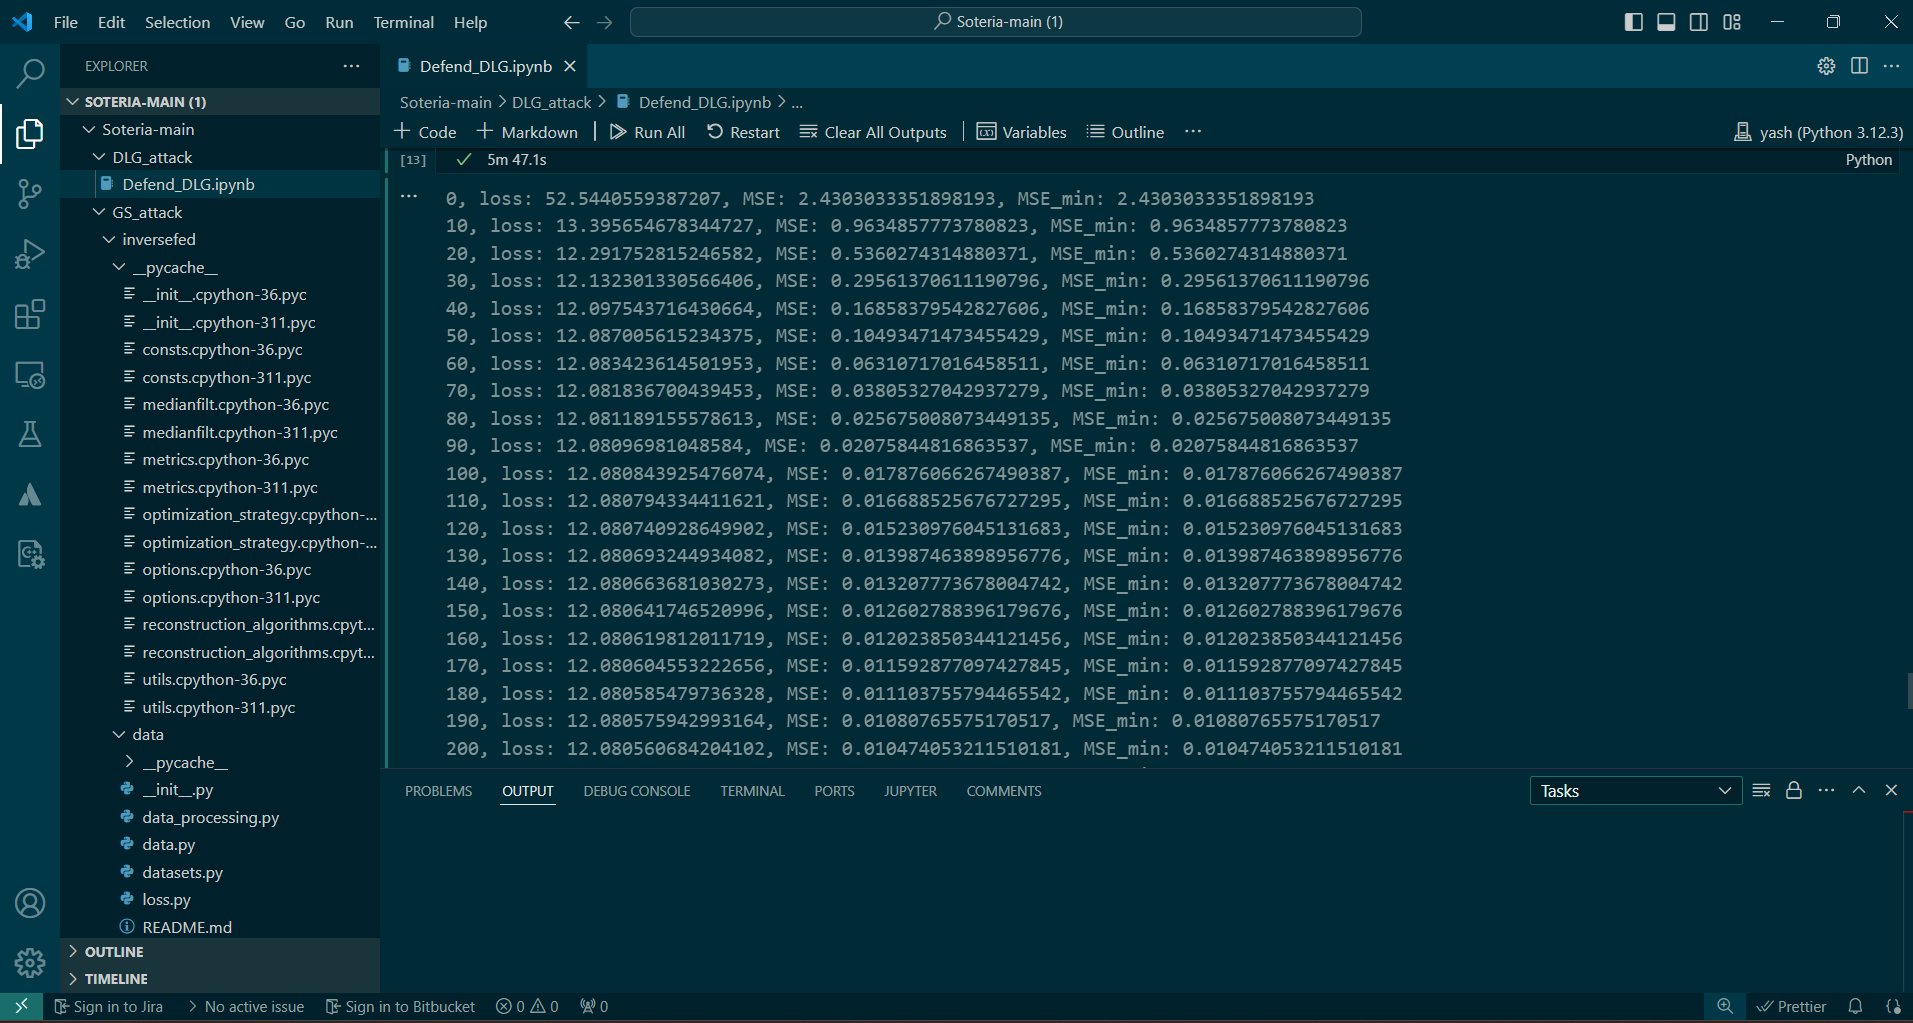 File Edit Selection View Go Run Terminal Help
Soteria-main (1)
EXPLORER
SOTERIA-MAIN (1)
Soteria-main
DLG_attack
Defend_DLG.ipynb
GS_attack
inversefed
__pycache__
__init__.cpython-36.pyc
__init__.cpython-311.pyc
consts.cpython-36.pyc
consts.cpython-311.pyc
medianfilt.cpython-36.pyc
medianfilt.cpython-311.pyc
metrics.cpython-36.pyc
metrics.cpython-311.pyc
optimization_strategy.cpython-...
optimization_strategy.cpython-...
options.cpython-36.pyc
options.cpython-311.pyc
reconstruction_algorithms.cpyt...
reconstruction_algorithms.cpyt...
utils.cpython-36.pyc
utils.cpython-311.pyc
data
__pycache__
__init__.py
data_processing.py
data.py
datasets.py
loss.py
README.md
OUTLINE
TIMELINE
Defend_DLG.ipynb
Soteria-main > DLG_attack > Defend_DLG.ipynb > ...
Code Markdown Run All Restart Clear All Outputs Variables Outline ... yash (Python 3.12.3)
[13] 5m 47.1s Python
0, loss: 52.5440559387207, MSE: 2.4303033351898193, MSE_min: 2.4303033351898193
10, loss: 13.395654678344727, MSE: 0.9634857773780823, MSE_min: 0.9634857773780823
20, loss: 12.291752815246582, MSE: 0.5360274314880371, MSE_min: 0.5360274314880371
30, loss: 12.132301330566406, MSE: 0.29561370611190796, MSE_min: 0.29561370611190796
40, loss: 12.097543716430664, MSE: 0.16858379542827606, MSE_min: 0.16858379542827606
50, loss: 12.087005615234375, MSE: 0.10493471473455429, MSE_min: 0.10493471473455429
60, loss: 12.083423614501953, MSE: 0.06310717016458511, MSE_min: 0.06310717016458511
70, loss: 12.081836700439453, MSE: 0.03805327042937279, MSE_min: 0.03805327042937279
80, loss: 12.081189155578613, MSE: 0.025675008073449135, MSE_min: 0.025675008073449135
90, loss: 12.08096981048584, MSE: 0.02075844816863537, MSE_min: 0.02075844816863537
100, loss: 12.080843925476074, MSE: 0.017876066267490387, MSE_min: 0.017876066267490387
110, loss: 12.080794334411621, MSE: 0.016688525676727295, MSE_min: 0.016688525676727295
120, loss: 12.080740928649902, MSE: 0.015230976045131683, MSE_min: 0.015230976045131683
130, loss: 12.080693244934082, MSE: 0.013987463898956776, MSE_min: 0.013987463898956776
140, loss: 12.080663681030273, MSE: 0.013207773678004742, MSE_min: 0.013207773678004742
150, loss: 12.080641746520996, MSE: 0.012602788396179676, MSE_min: 0.012602788396179676
160, loss: 12.080619812011719, MSE: 0.012023850344121456, MSE_min: 0.012023850344121456
170, loss: 12.080604553222656, MSE: 0.011592877097427845, MSE_min: 0.011592877097427845
180, loss: 12.080585479736328, MSE: 0.011103755794465542, MSE_min: 0.011103755794465542
190, loss: 12.080575942993164, MSE: 0.01080765575170517, MSE_min: 0.01080765575170517
200, loss: 12.080560684204102, MSE: 0.010474053211510181, MSE_min: 0.010474053211510181
PROBLEMS OUTPUT DEBUG CONSOLE TERMINAL PORTS JUPYTER COMMENTS
Tasks
Sign in to Jira No active issue Sign in to Bitbucket 0 0 0 Prettier